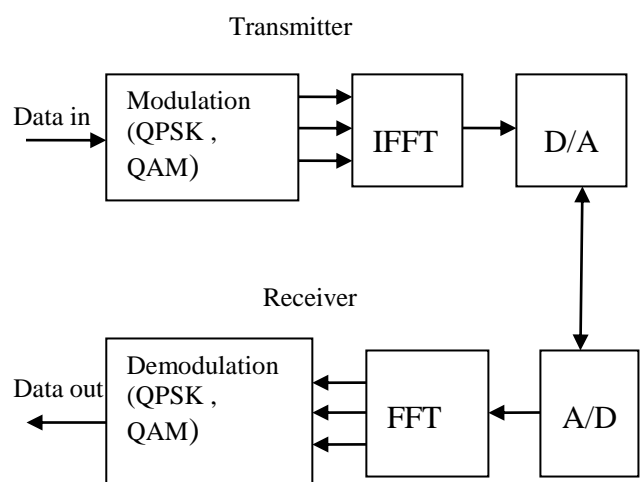 Transmitter
Data in
Modulation
(QPSK ,
QAM)
IFFT
D/A
Receiver
Data out
Demodulation
(QPSK ,
QAM)
FFT
A/D